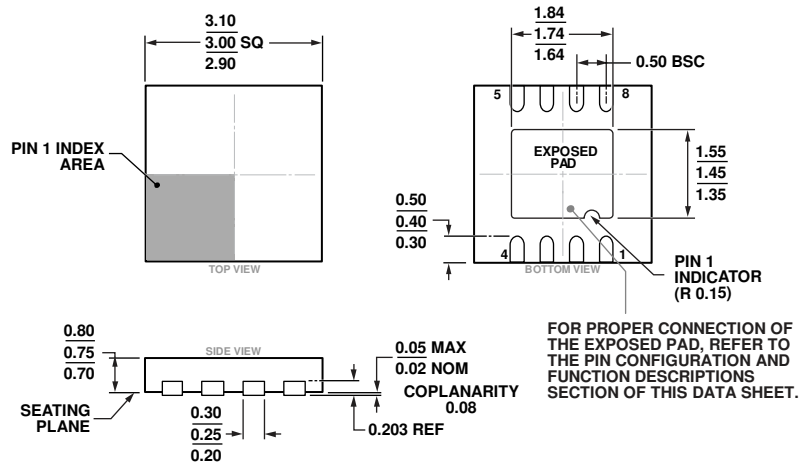 3.10
3.00 SQ
2.90
1.84
1.74
1.64
0.50 BSC
PIN 1 INDEX
AREA
TOP VIEW
5
8
EXPOSED
PAD
4
1
BOTTOM VIEW
1.55
1.45
1.35
0.50
0.40
0.30
PIN 1
INDICATOR
(R 0.15)
FOR PROPER CONNECTION OF
THE EXPOSED PAD, REFER TO
THE PIN CONFIGURATION AND
FUNCTION DESCRIPTIONS
SECTION OF THIS DATA SHEET.
0.80
0.75
0.70
SIDE VIEW
0.05 MAX
0.02 NOM
COPLANARITY
0.08
SEATING
PLANE
0.30
0.25
0.20
0.203 REF